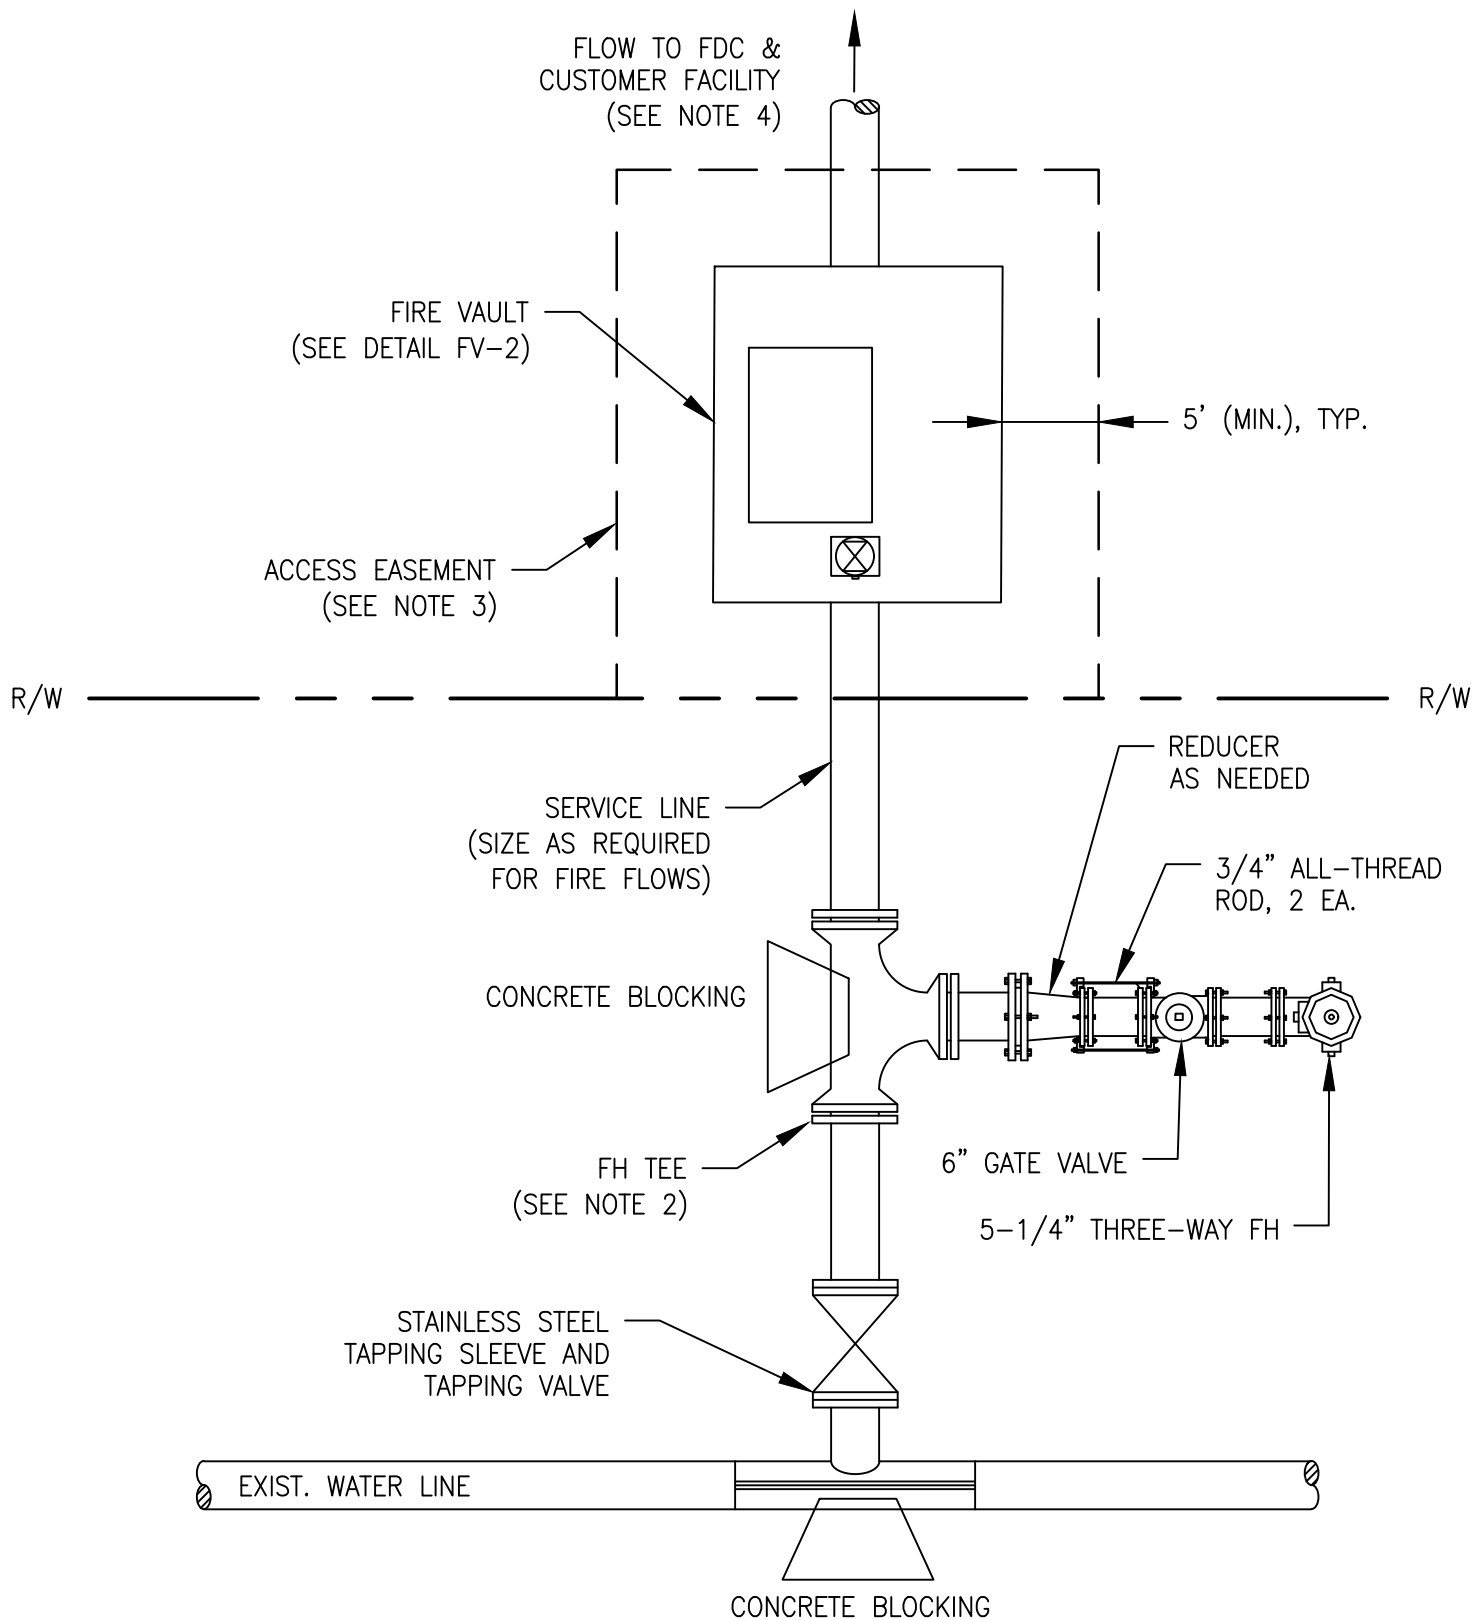 FLOW TO FDC &
CUSTOMER FACILITY
(SEE NOTE 4)
FIRE VAULT
(SEE DETAIL FV-2)
5' (MIN.), TYP.
ACCESS EASEMENT
(SEE NOTE 3)
R/W
R/W
REDUCER
AS NEEDED
SERVICE LINE
(SIZE AS REQUIRED
FOR FIRE FLOWS)
3/4" ALL-THREAD
ROD, 2 EA.
CONCRETE BLOCKING
FH TEE
(SEE NOTE 2)
6" GATE VALVE
5-1/4" THREE-WAY FH
STAINLESS STEEL
TAPPING SLEEVE AND
TAPPING VALVE
EXIST. WATER LINE
CONCRETE BLOCKING